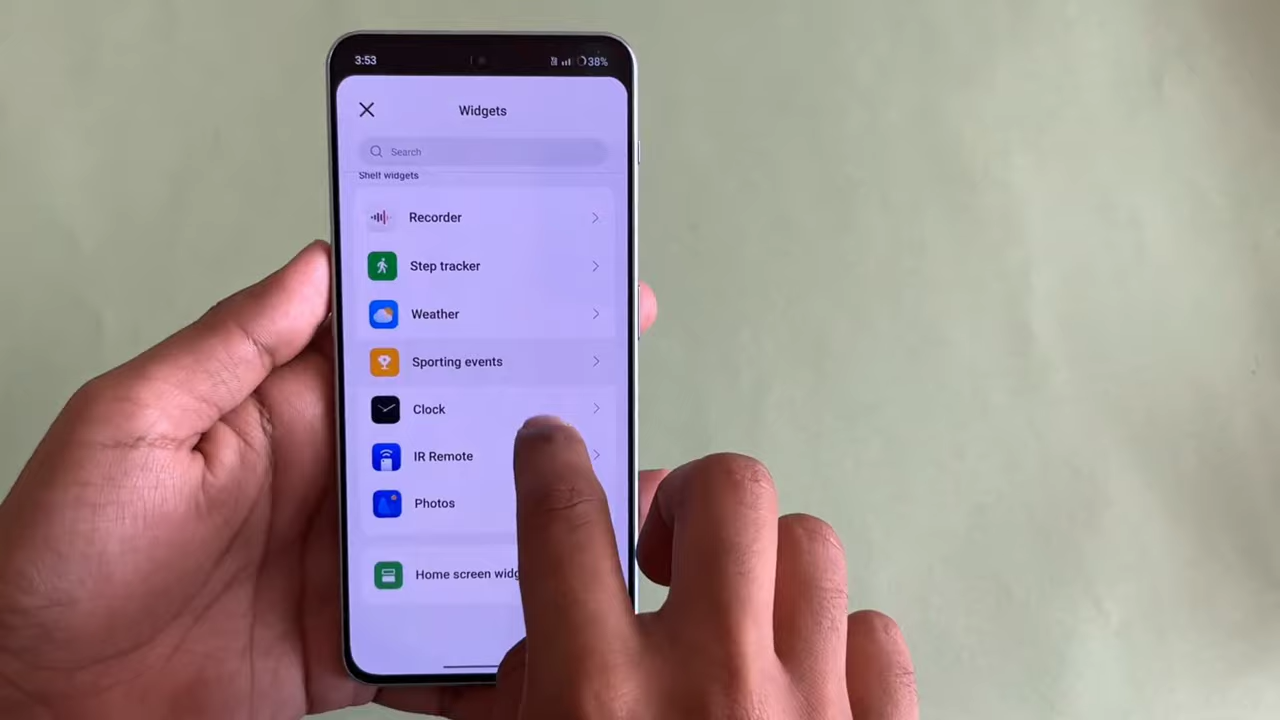 3:53
38%
Widgets
Search
Shelf widgets
Recorder
Step tracker
Weather
Sporting events
Clock
IR Remote
Photos
Home screen widg